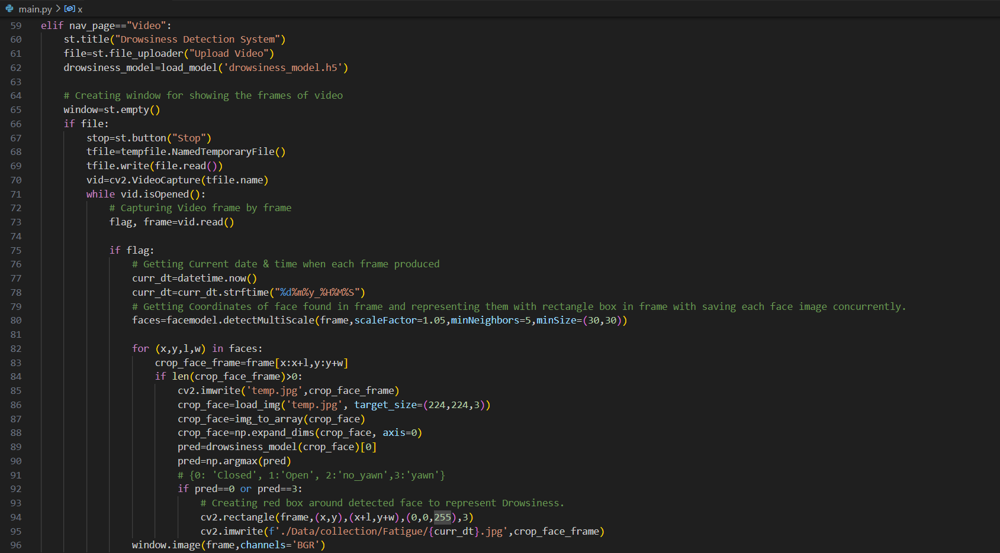 main.py > x
59 elif nav_page=="Video":
60 st.title("Drowsiness Detection System")
61 file=st.file_uploader("Upload Video")
62 drowsiness_model=load_model('drowsiness_model.h5')
63
64 # Creating window for showing the frames of video
65 window=st.empty()
66 if file:
67 stop=st.button("Stop")
68 tfile=tempfile.NamedTemporaryFile()
69 tfile.write(file.read())
70 vid=cv2.VideoCapture(tfile.name)
71 while vid.isOpened():
72 # Capturing Video frame by frame
73 flag, frame=vid.read()
74
75 if flag:
76 # Getting Current date & time when each frame produced
77 curr_dt=datetime.now()
78 curr_dt=curr_dt.strftime("%d%m%y_%H%M%S")
79 # Getting Coordinates of face found in frame and representing them with rectangle box in frame with saving each face image concurrently.
80 faces=facemodel.detectMultiScale(frame,scaleFactor=1.05,minNeighbors=5,minSize=(30,30))
81
82 for (x,y,l,w) in faces:
83 crop_face_frame=frame[x:x+l,y:y+w]
84 if len(crop_face_frame)>0:
85 cv2.imwrite('temp.jpg',crop_face_frame)
86 crop_face=load_img('temp.jpg', target_size=(224,224,3))
87 crop_face=img_to_array(crop_face)
88 crop_face=np.expand_dims(crop_face, axis=0)
89 pred=drowsiness_model(crop_face)[0]
90 pred=np.argmax(pred)
91 # {0: 'Closed', 1:'Open', 2:'no_yawn',3:'yawn'}
92 if pred==0 or pred==3:
93 # Creating red box around detected face to represent Drowsiness.
94 cv2.rectangle(frame,(x,y),(x+l,y+w),(0,0,255),3)
95 cv2.imwrite(f'./Data/collection/Fatigue/{curr_dt}.jpg',crop_face_frame)
96 window.image(frame,channels='BGR')